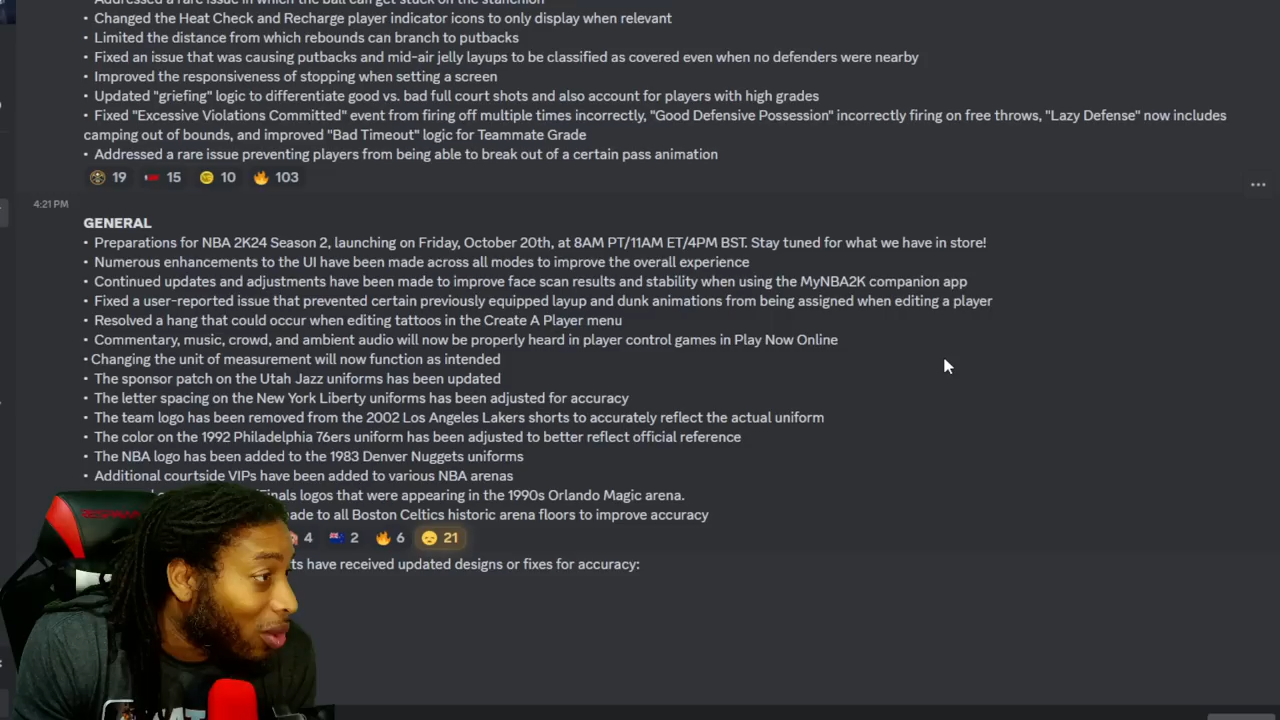 • Changed the Heat Check and Recharge player indicator icons to only display when relevant
• Limited the distance from which rebounds can branch to putbacks
• Fixed an issue that was causing putbacks and mid-air jelly layups to be classified as covered even when no defenders were nearby
• Improved the responsiveness of stopping when setting a screen
• Updated "griefing" logic to differentiate good vs. bad full court shots and also account for players with high grades
• Fixed "Excessive Violations Committed" event from firing off multiple times incorrectly, "Good Defensive Possession" incorrectly firing on free throws, "Lazy Defense" now includes
camping out of bounds, and improved "Bad Timeout" logic for Teammate Grade
• Addressed a rare issue preventing players from being able to break out of a certain pass animation
19 15 10 103
4:21 PM
GENERAL
• Preparations for NBA 2K24 Season 2, launching on Friday, October 20th, at 8AM PT/11AM ET/4PM BST. Stay tuned for what we have in store!
• Numerous enhancements to the UI have been made across all modes to improve the overall experience
• Continued updates and adjustments have been made to improve face scan results and stability when using the MyNBA2K companion app
• Fixed a user-reported issue that prevented certain previously equipped layup and dunk animations from being assigned when editing a player
• Resolved a hang that could occur when editing tattoos in the Create A Player menu
• Commentary, music, crowd, and ambient audio will now be properly heard in player control games in Play Now Online
• Changing the unit of measurement will now function as intended
• The sponsor patch on the Utah Jazz uniforms has been updated
• The letter spacing on the New York Liberty uniforms has been adjusted for accuracy
• The team logo has been removed from the 2002 Los Angeles Lakers shorts to accurately reflect the actual uniform
• The color on the 1992 Philadelphia 76ers uniform has been adjusted to better reflect official reference
• The NBA logo has been added to the 1983 Denver Nuggets uniforms
• Additional courtside VIPs have been added to various NBA arenas
Finals logos that were appearing in the 1990s Orlando Magic arena.
to all Boston Celtics historic arena floors to improve accuracy
4 2 6 21
have received updated designs or fixes for accuracy: